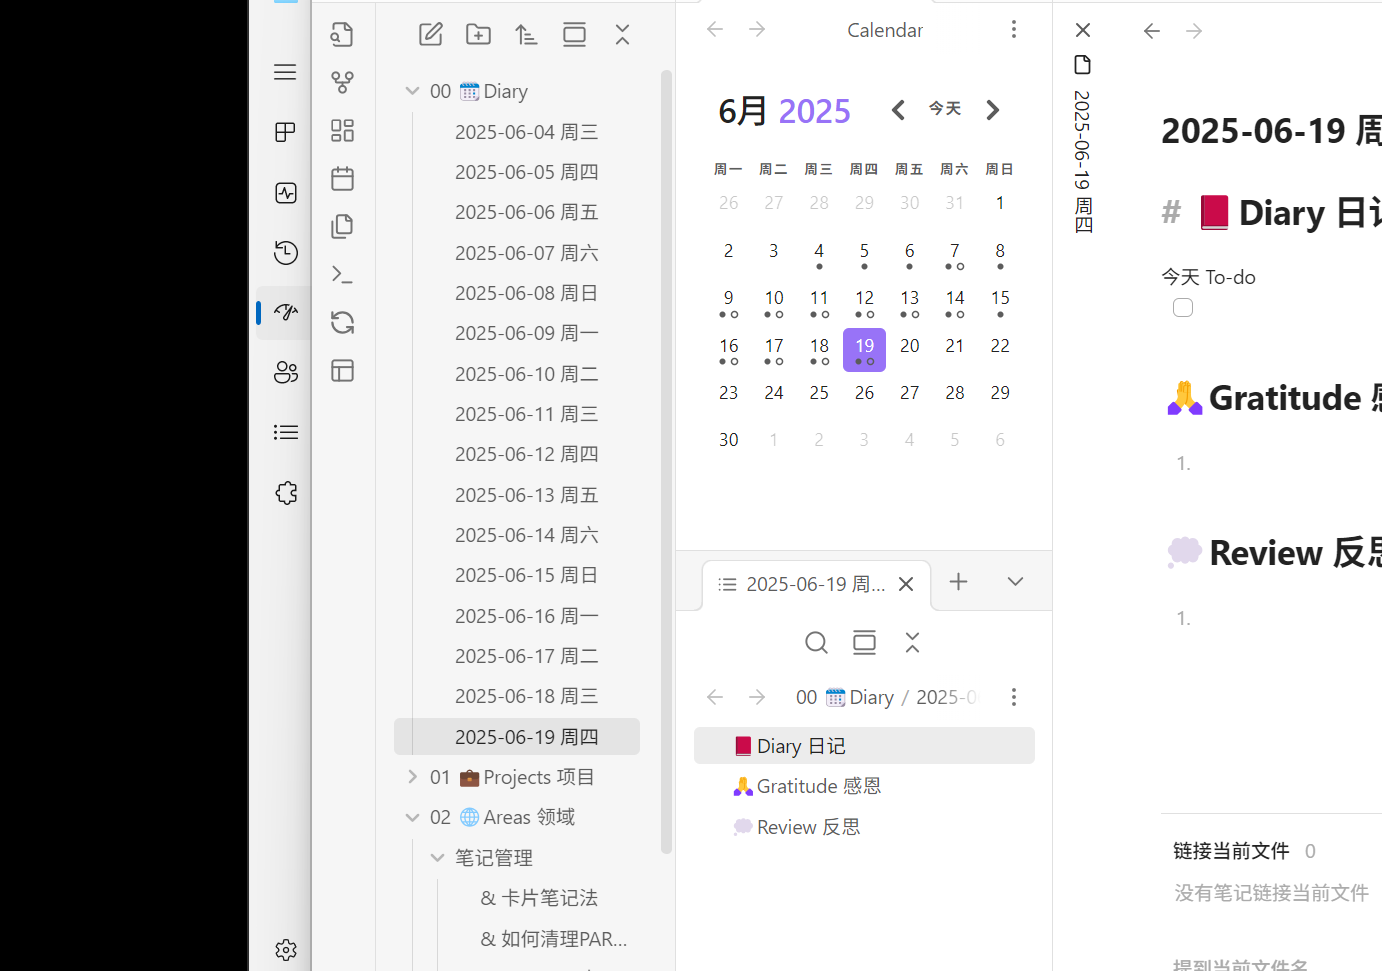 00 🗓️ Diary
2025-06-04 周三
2025-06-05 周四
2025-06-06 周五
2025-06-07 周六
2025-06-08 周日
2025-06-09 周一
2025-06-10 周二
2025-06-11 周三
2025-06-12 周四
2025-06-13 周五
2025-06-14 周六
2025-06-15 周日
2025-06-16 周一
2025-06-17 周二
2025-06-18 周三
2025-06-19 周四
01 💼 Projects 项目
02 🌐 Areas 领域
笔记管理
& 卡片笔记法
& 如何清理PAR...
Calendar
6月 2025 今天
周一 周二 周三 周四 周五 周六 周日
26 27 28 29 30 31 1
2 3 4 5 6 7 8
9 10 11 12 13 14 15
16 17 18 19 20 21 22
23 24 25 26 27 28 29
30 1 2 3 4 5 6
2025-06-19 周...
00 🗓️ Diary / 2025-0
📕 Diary 日记
🙏 Gratitude 感恩
💭 Review 反思
2025-06-19 周四
2025-06-19 周
# 📕 Diary 日记
今天 To-do
🙏 Gratitude 感
1.
💭 Review 反思
1.
链接当前文件 0
没有笔记链接当前文件
提到当前文件名